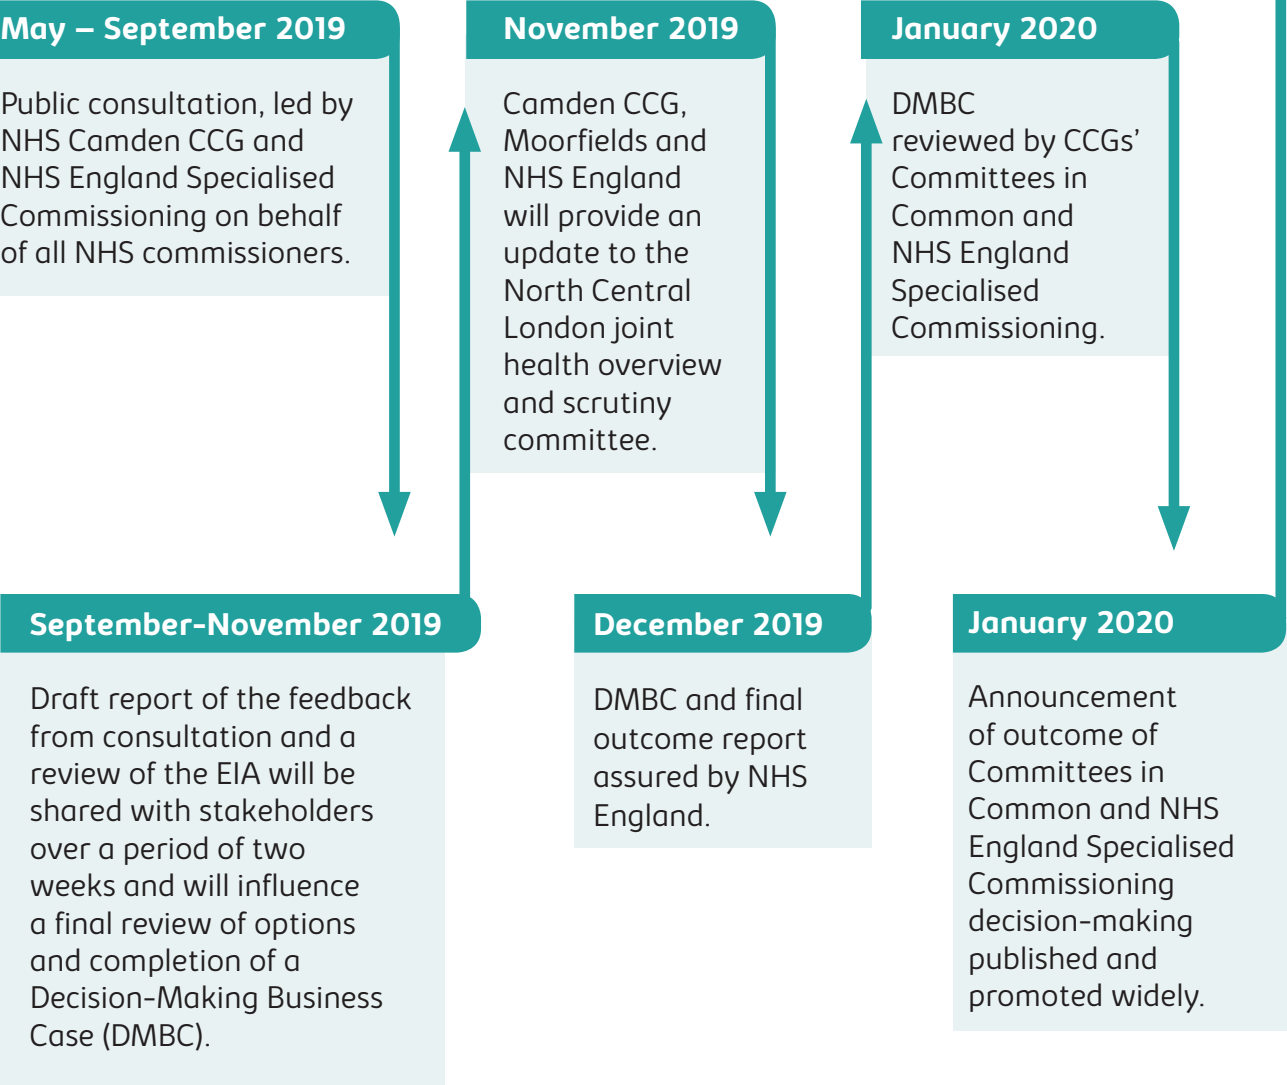 May – September 2019
Public consultation, led by
NHS Camden CCG and
NHS England Specialised
Commissioning on behalf
of all NHS commissioners.
September-November 2019
Draft report of the feedback
from consultation and a
review of the EIA will be
shared with stakeholders
over a period of two
weeks and will influence
a final review of options
and completion of a
Decision-Making Business
Case (DMBC).
November 2019
Camden CCG,
Moorfields and
NHS England
will provide an
update to the
North Central
London joint
health overview
and scrutiny
committee.
December 2019
DMBC and final
outcome report
assured by NHS
England.
January 2020
DMBC
reviewed by CCGs’
Committees in
Common and
NHS England
Specialised
Commissioning.
January 2020
Announcement
of outcome of
Committees in
Common and NHS
England Specialised
Commissioning
decision-making
published and
promoted widely.